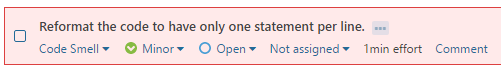 Reformat the code to have only one statement per line. ...
Code Smell Minor Open Not assigned 1min effort Comment